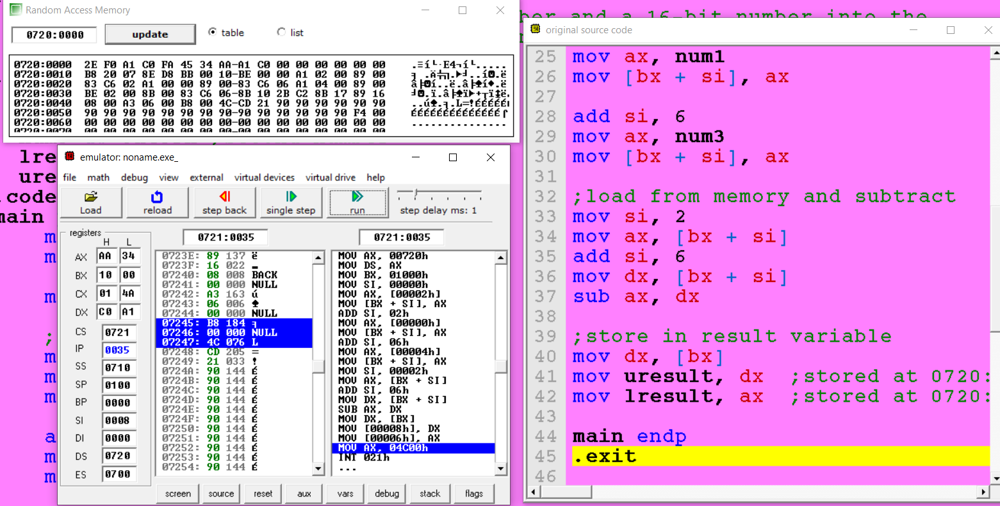 Random Access Memory
0720:0000 update table list
0720:0000 2E F0 A1 C0 FA 45 34 AA-A1 C0 00 00 00 00 00 00
0720:0010 B8 20 07 8E D8 BB 00 10-BE 00 00 A1 02 00 89 00
0720:0020 83 C6 02 A1 00 00 89 00-83 C6 06 A1 04 00 89 00
0720:0030 BE 02 00 8B 00 83 C6 06-8B 10 2B C2 8B 17 89 16
0720:0040 08 00 A3 06 00 B8 00 4C-CD 21 90 90 90 90 90 90
0720:0050 90 90 90 90 90 90 90 90-90 90 90 90 90 90 F4 00
0720:0060 00 00 00 00 00 00 00 00-00 00 00 00 00 00 00 00
0720:0070 00 00 00 00 00 00 00 00-00 00 00 00 00 00 00 00
and a 16-bit number into the
lre
ure
.code
main
emulator: noname.exe_
file math debug view external virtual devices virtual drive help
Load reload step back single step run step delay ms: 1
registers
H L
AX AA 34
BX 10 00
CX 01 4A
DX C0 A1
CS 0721
IP 0035
SS 0710
SP 0100
BP 0000
SI 0008
DI 0000
DS 0720
ES 0700
0721:0035
0723E: 89 137 ë
0723F: 16 022 ▬
07240: 08 008 BACK
07241: 00 000 NULL
07242: A3 163 ú
07243: 06 006 ♠
07244: 00 000 NULL
07245: B8 184 ╕
07246: 00 000 NULL
07247: 4C 076 L
07248: CD 205 =
07249: 21 033 !
0724A: 90 144 É
0724B: 90 144 É
0724C: 90 144 É
0724D: 90 144 É
0724E: 90 144 É
0724F: 90 144 É
07250: 90 144 É
07251: 90 144 É
07252: 90 144 É
07253: 90 144 É
07254: 90 144 É
0721:0035
MOV AX, 00720h
MOV DS, AX
MOV BX, 01000h
MOV SI, 00000h
MOV AX, [00002h]
MOV [BX + SI], AX
ADD SI, 02h
MOV AX, [00000h]
MOV [BX + SI], AX
ADD SI, 06h
MOV AX, [00004h]
MOV [BX + SI], AX
MOV SI, 00002h
MOV AX, [BX + SI]
ADD SI, 06h
MOV DX, [BX + SI]
SUB AX, DX
MOV DX, [BX]
MOV [00008h], DX
MOV [00006h], AX
MOV AX, 04C00h
INT 021h
...
screen source reset aux vars debug stack flags
original source code
25 mov ax, num1
26 mov [bx + si], ax
27
28 add si, 6
29 mov ax, num3
30 mov [bx + si], ax
31
32 ;load from memory and subtract
33 mov si, 2
34 mov ax, [bx + si]
35 add si, 6
36 mov dx, [bx + si]
37 sub ax, dx
38
39 ;store in result variable
40 mov dx, [bx]
41 mov uresult, dx ;stored at 0720:
42 mov lresult, ax ;stored at 0720:
43
44 main endp
45 .exit
46